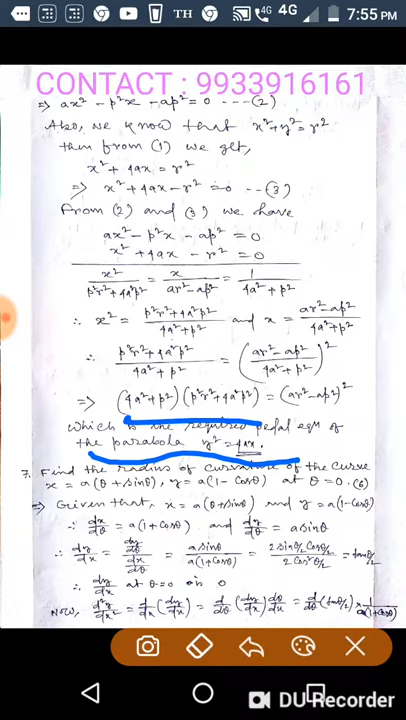 TH 4G 4G 7:55 PM
CONTACT : 9933916161
⇒ ax² - p²x - ap² = 0 ---(2)
Also, we know that x²+y²=r²
then from (1) we get,
x² + 4ax = r²
⇒ x² + 4ax - r² = 0 --(3)
From (2) and (3) we have
ax² - p²x - ap² = 0
x² + 4ax - r² = 0
x²/(p²r²+4a²p²) = x/(ar²-ap²) = 1/(4a²+p²)
∴ x² = (p²r²+4a²p²)/(4a²+p²) and x = (ar²-ap²)/(4a²+p²)
∴ (p²r²+4a²p²)/(4a²+p²) = ((ar²-ap²)/(4a²+p²))²
⇒ (4a²+p²)(p²r²+4a²p²) = (ar²-ap²)²
Which is the required pedal eqn of
the parabola y² = 4ax.
7. Find the radius of curvature of the curve
x = a(θ+sinθ), y = a(1-Cosθ) at θ=0. (6)
⇒ Given that, x = a(θ+sinθ) and y = a(1-Cosθ)
∴ dx/dθ = a(1+Cosθ) and dy/dθ = a sinθ
∴ dy/dx = (dy/dθ)/(dx/dθ) = a sinθ/a(1+Cosθ) = 2sinθ/2 Cosθ/2 / 2Cos²θ/2 = tanθ/2
∴ dy/dx at θ=0 is 0
Now, d²y/dx² = d/dx (dy/dx) = d/dθ (dy/dx) dθ/dx = d/dθ (tanθ/2) × 1/a(1+Cosθ)
DU Recorder